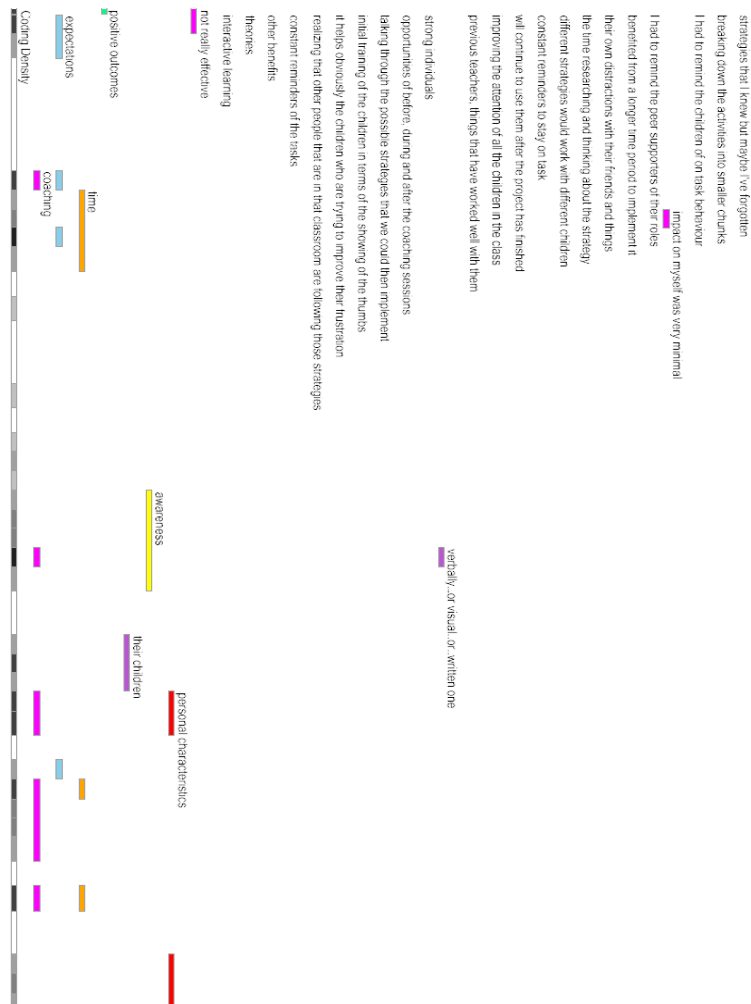 Coding Density
coaching
expectations
time
positive outcomes
their children
awareness
personal characteristics
not really effective
interactive learning
theories
other benefits
constant reminders of the tasks
realizing that other people that are in that classroom are following those strategies
it helps obviously the children who are trying to improve their frustration
initial training of the children in terms of the showing of the thumbs
talking through the possible strategies that we could then implement
opportunities of before, during and after the coaching sessions
strong individuals
verbally..or visual..or..written one
previous teachers, things that have worked well with them
improving the attention of all the children in the class
will continue to use them after the project has finished
constant reminders to stay on task
different strategies would work with different children
the time researching and thinking about the strategy
their own distractions with their friends and things
benefited from a longer time period to implement it
I had to remind the peer supporters of their roles
impact on myself was very minimal
I had to remind the children of on task behaviour
breaking down the activities into smaller chunks
strategies that I knew but maybe I've forgotten